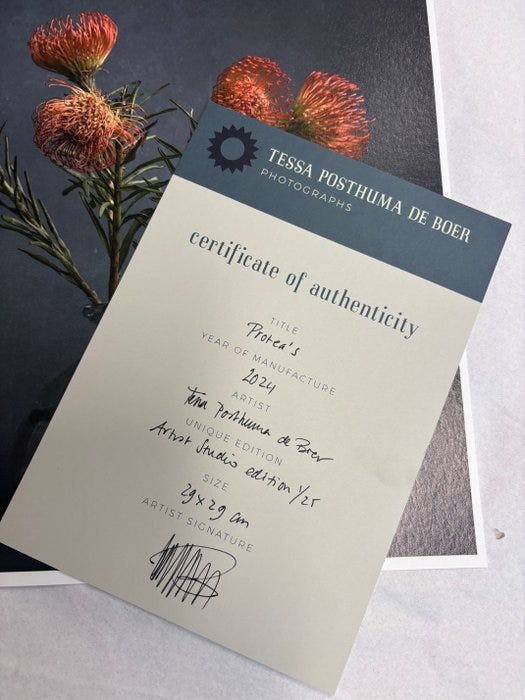 TESSA POSTHUMA DE BOER
PHOTOGRAPHS
certificate of authenticity
TITLE
Protea's
YEAR OF MANUFACTURE
2024
ARTIST
Tessa Posthuma de Boer
UNIQUE EDITION
Artist Studio edition 1/25
SIZE
29 x 29 cm
ARTIST SIGNATURE